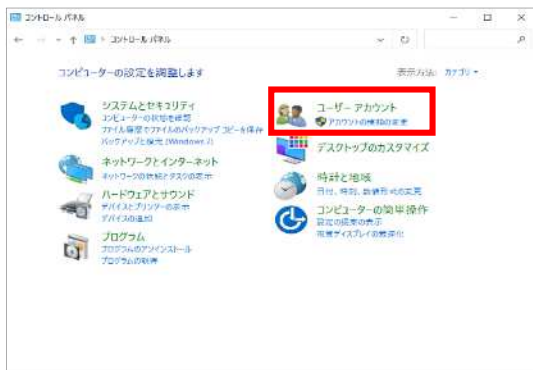 コントロール パネル
コントロール パネル
コンピューターの設定を調整します
表示方法: カテゴリ
システムとセキュリティ
コンピューターの状態を確認
ファイル履歴でファイルのバックアップ コピーを保存
バックアップと復元 (Windows 7)
ネットワークとインターネット
ネットワークの状態とタスクの表示
ハードウェアとサウンド
デバイスとプリンターの表示
デバイスの追加
プログラム
プログラムのアンインストール
プログラムの取得
ユーザー アカウント
アカウントの種類の変更
デスクトップのカスタマイズ
時計と地域
日付、時刻、数値形式の変更
コンピューターの簡単操作
設定の提案の表示
視覚ディスプレイの最適化